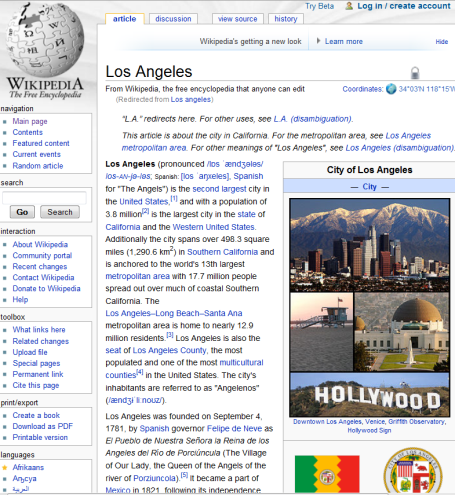 Try Beta Log in / create account
article discussion view source history
Wikipedia's getting a new look Learn more Hide
WIKIPEDIA
The Free Encyclopedia
navigation
Main page
Contents
Featured content
Current events
Random article
search
Go Search
interaction
About Wikipedia
Community portal
Recent changes
Contact Wikipedia
Donate to Wikipedia
Help
toolbox
What links here
Related changes
Upload file
Special pages
Permanent link
Cite this page
print/export
Create a book
Download as PDF
Printable version
languages
Afrikaans
Аҧсуа
العربية
Los Angeles
From Wikipedia, the free encyclopedia that anyone can edit
Coordinates: 34°03′N 118°15′W
(Redirected from Los angeles)
"L.A." redirects here. For other uses, see L.A. (disambiguation).
This article is about the city in California. For the metropolitan area, see Los Angeles
metropolitan area. For other meanings of "Los Angeles", see Los Angeles (disambiguation).
Los Angeles (pronounced /lɒs ˈændʒələs/
los-AN-jə-ləs; Spanish: [los ˈaŋxeles], Spanish
for "The Angels") is the second largest city in
the United States,[1] and with a population of
3.8 million[2] is the largest city in the state of
California and the Western United States.
Additionally the city spans over 498.3 square
miles (1,290.6 km2) in Southern California and
is anchored to the world's 13th largest
metropolitan area with 17.7 million people
spread out over much of coastal Southern
California. The
Los Angeles–Long Beach–Santa Ana
metropolitan area is home to nearly 12.9
million residents.[3] Los Angeles is also the
seat of Los Angeles County, the most
populated and one of the most multicultural
counties[4] in the United States. The city's
inhabitants are referred to as "Angelenos"
(/ændʒɨˈliːnoʊz/).
Los Angeles was founded on September 4,
1781, by Spanish governor Felipe de Neve as
El Pueblo de Nuestra Señora la Reina de los
Angeles del Río de Porciúncula (The Village
of Our Lady, the Queen of the Angels of the
river of Porziuncola).[5] It became a part of
Mexico in 1821, following its independence
City of Los Angeles
— City —
HOLLYWOOD
Downtown Los Angeles, Venice, Griffith Observatory,
Hollywood Sign